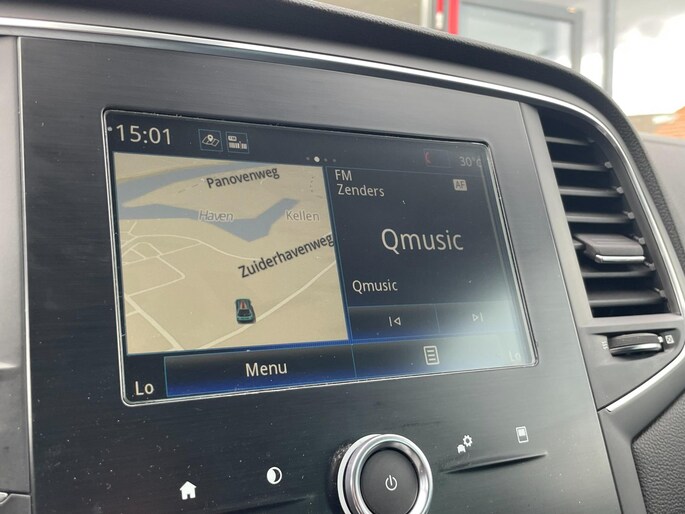 15:01
30°c
Panovenweg
Haven
Kellen
Zuiderhavenweg
FM
AF
Zenders
Qmusic
Qmusic
Menu
Lo
Lo